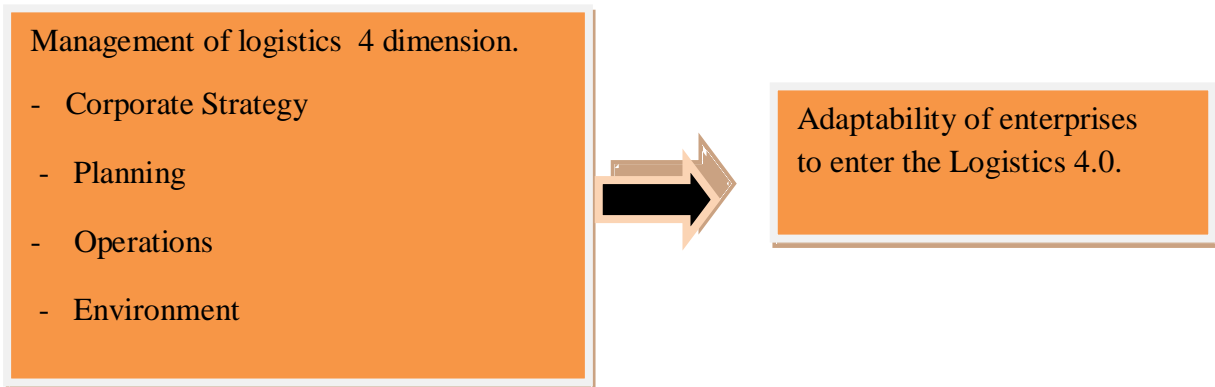 Management of logistics 4 dimension.
- Corporate Strategy
- Planning
- Operations
- Environment
Adaptability of enterprises
to enter the Logistics 4.0.